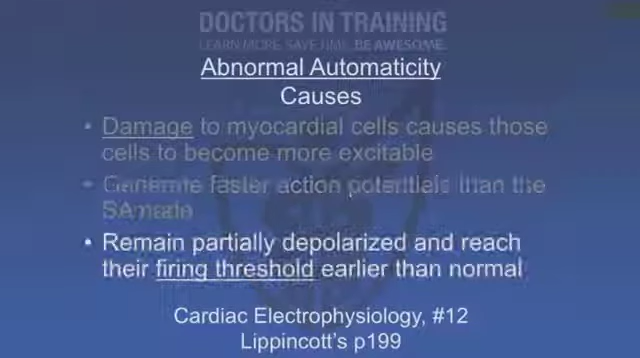 DOCTORS IN TRAINING
LEARN MORE. SAVE TIME. BE AWESOME.
Abnormal Automaticity
Causes
• Damage to myocardial cells causes those
cells to become more excitable
• Generate faster action potentials than the
SA node
• Remain partially depolarized and reach
their firing threshold earlier than normal
Cardiac Electrophysiology, #12
Lippincott's p199